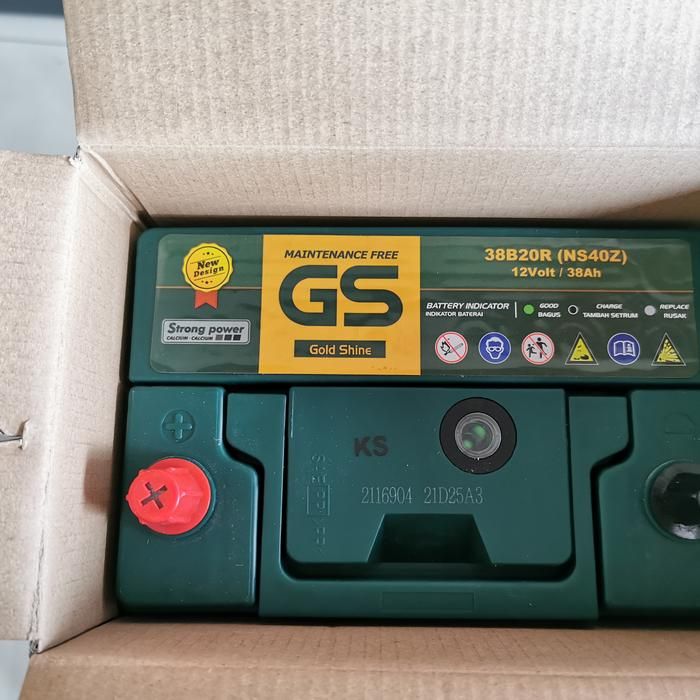 New
Design
MAINTENANCE FREE
GS
Gold Shine
Strong power
CALCIUM - CALCIUM
38B20R (NS40Z)
12Volt / 38Ah
BATTERY INDICATOR
INDIKATOR BATERAI
GOOD
BAGUS
CHARGE
TAMBAH SETRUM
REPLACE
RUSAK
+
KS
2116904 21D25A3